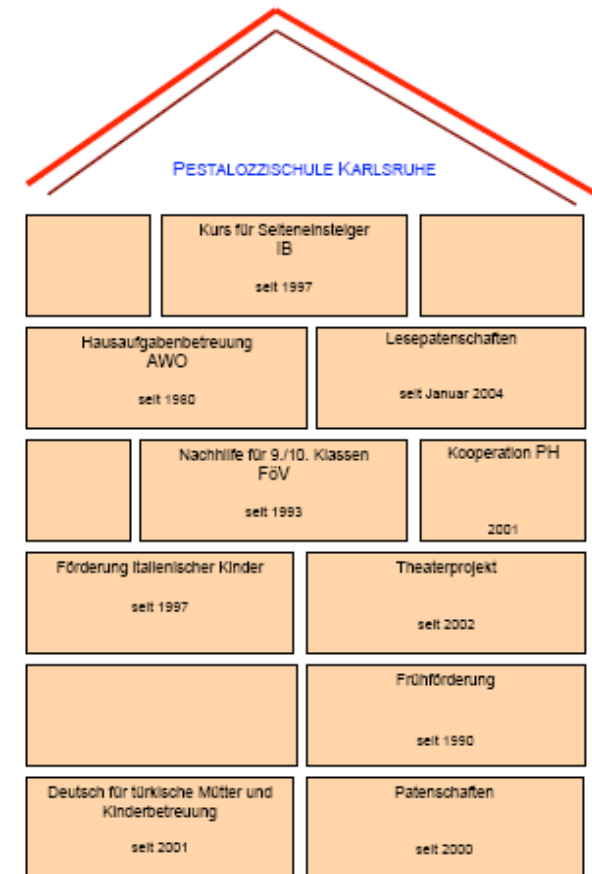 PESTALOZZISCHULE KARLSRUHE
Kurs für Seiteneinsteiger
IB
seit 1997
Hausaufgabenbetreuung
AWO
seit 1980
Lesepatenschaften
seit Januar 2004
Nachhilfe für 9./10. Klassen
FöV
seit 1993
Kooperation PH
2001
Förderung italienischer Kinder
seit 1997
Theaterprojekt
seit 2002
Frühförderung
seit 1990
Deutsch für türkische Mütter und
Kinderbetreuung
seit 2001
Patenschaften
seit 2000